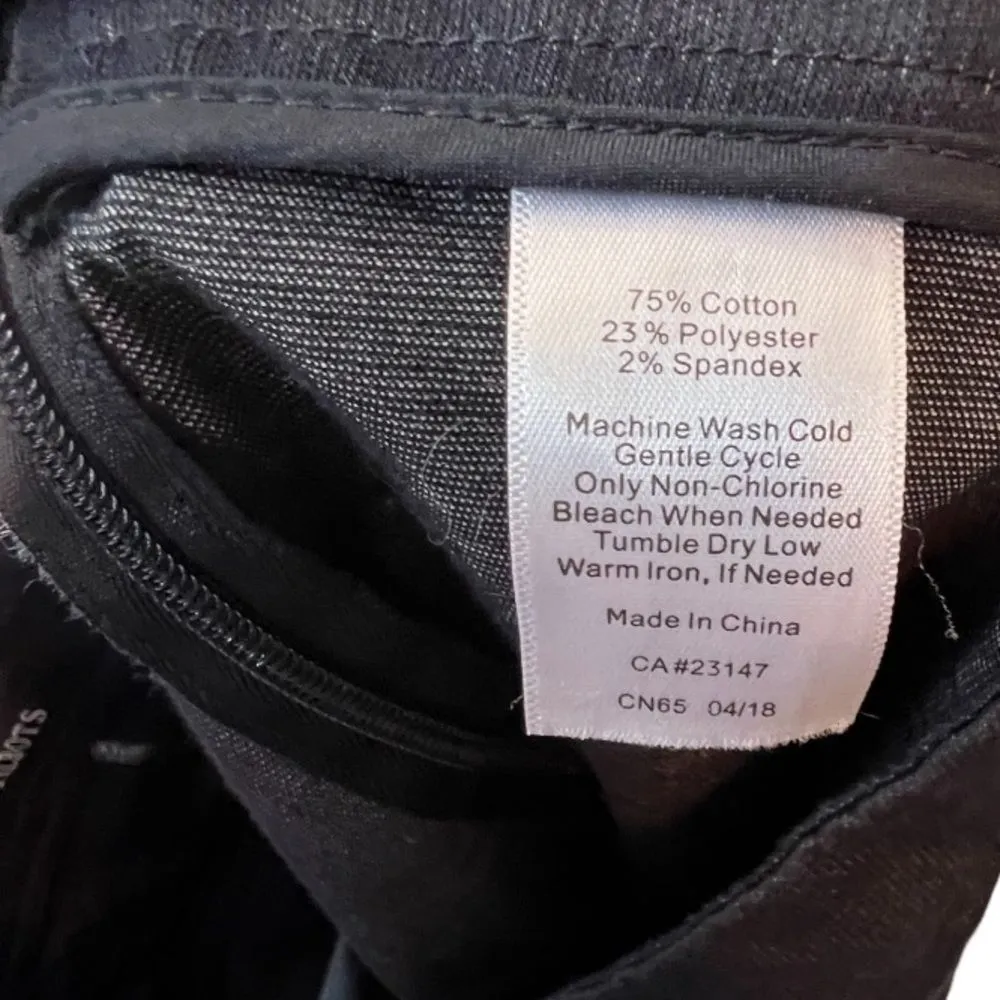 75% Cotton
23% Polyester
2% Spandex
Machine Wash Cold
Gentle Cycle
Only Non-Chlorine
Bleach When Needed
Tumble Dry Low
Warm Iron, If Needed
Made In China
CA#23147
CN65 04/18